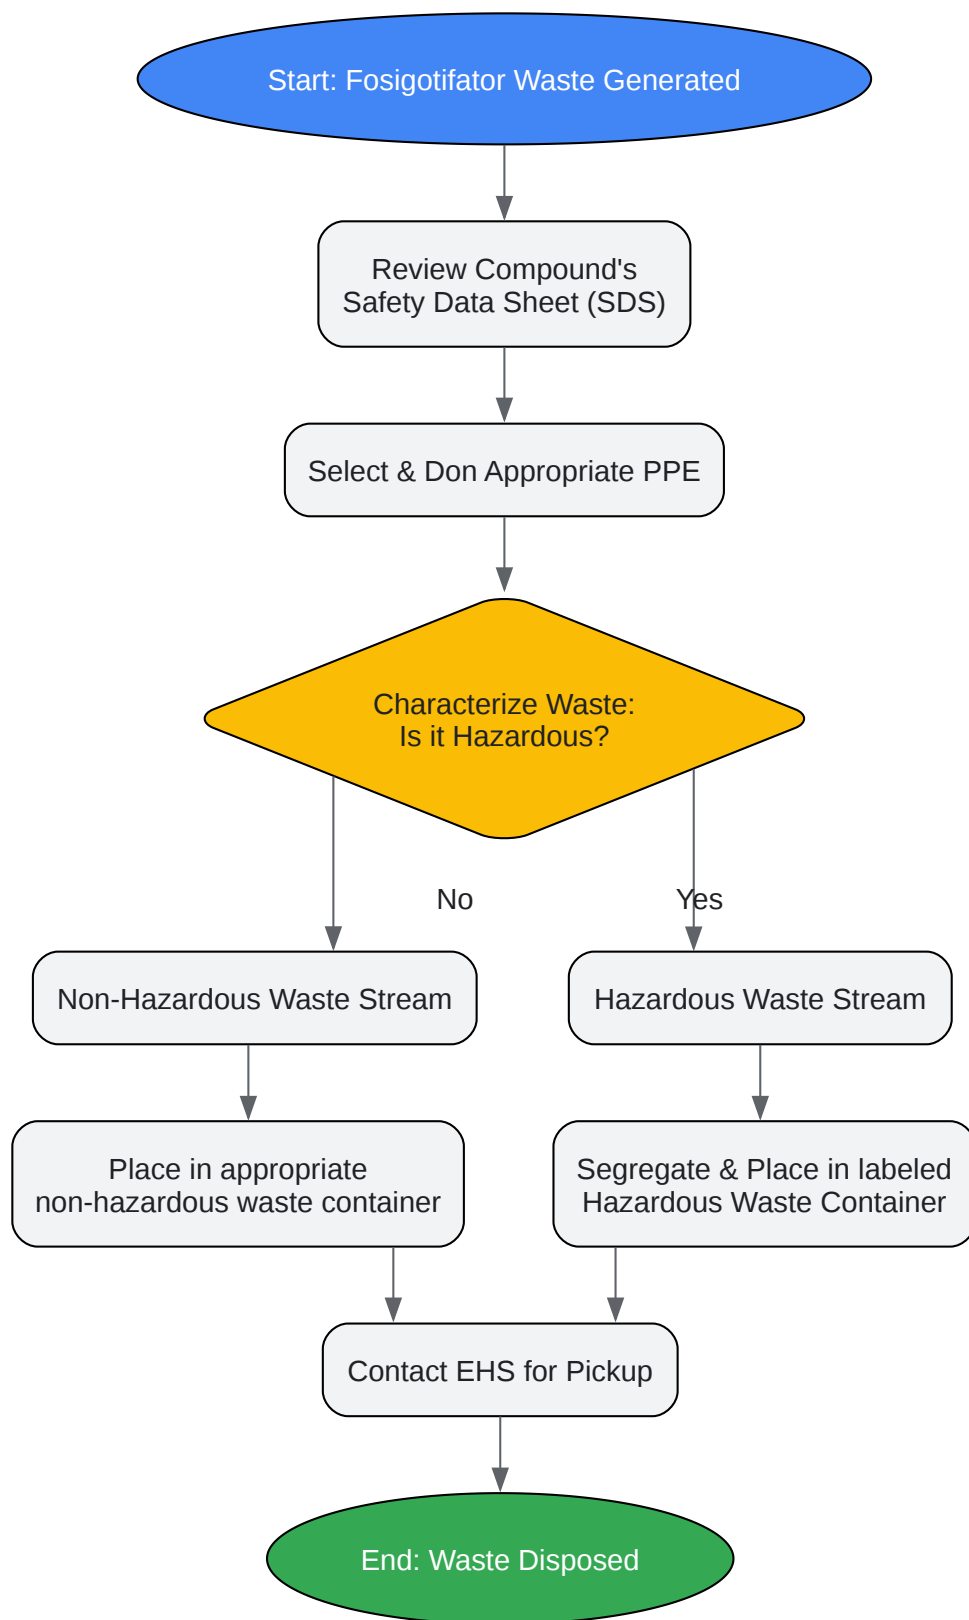 Start: Fosigotifator Waste Generated
Review Compound's
Safety Data Sheet (SDS)
Select & Don Appropriate PPE
Characterize Waste:
Is it Hazardous?
No
Yes
Non-Hazardous Waste Stream
Hazardous Waste Stream
Place in appropriate
non-hazardous waste container
Segregate & Place in labeled
Hazardous Waste Container
Contact EHS for Pickup
End: Waste Disposed